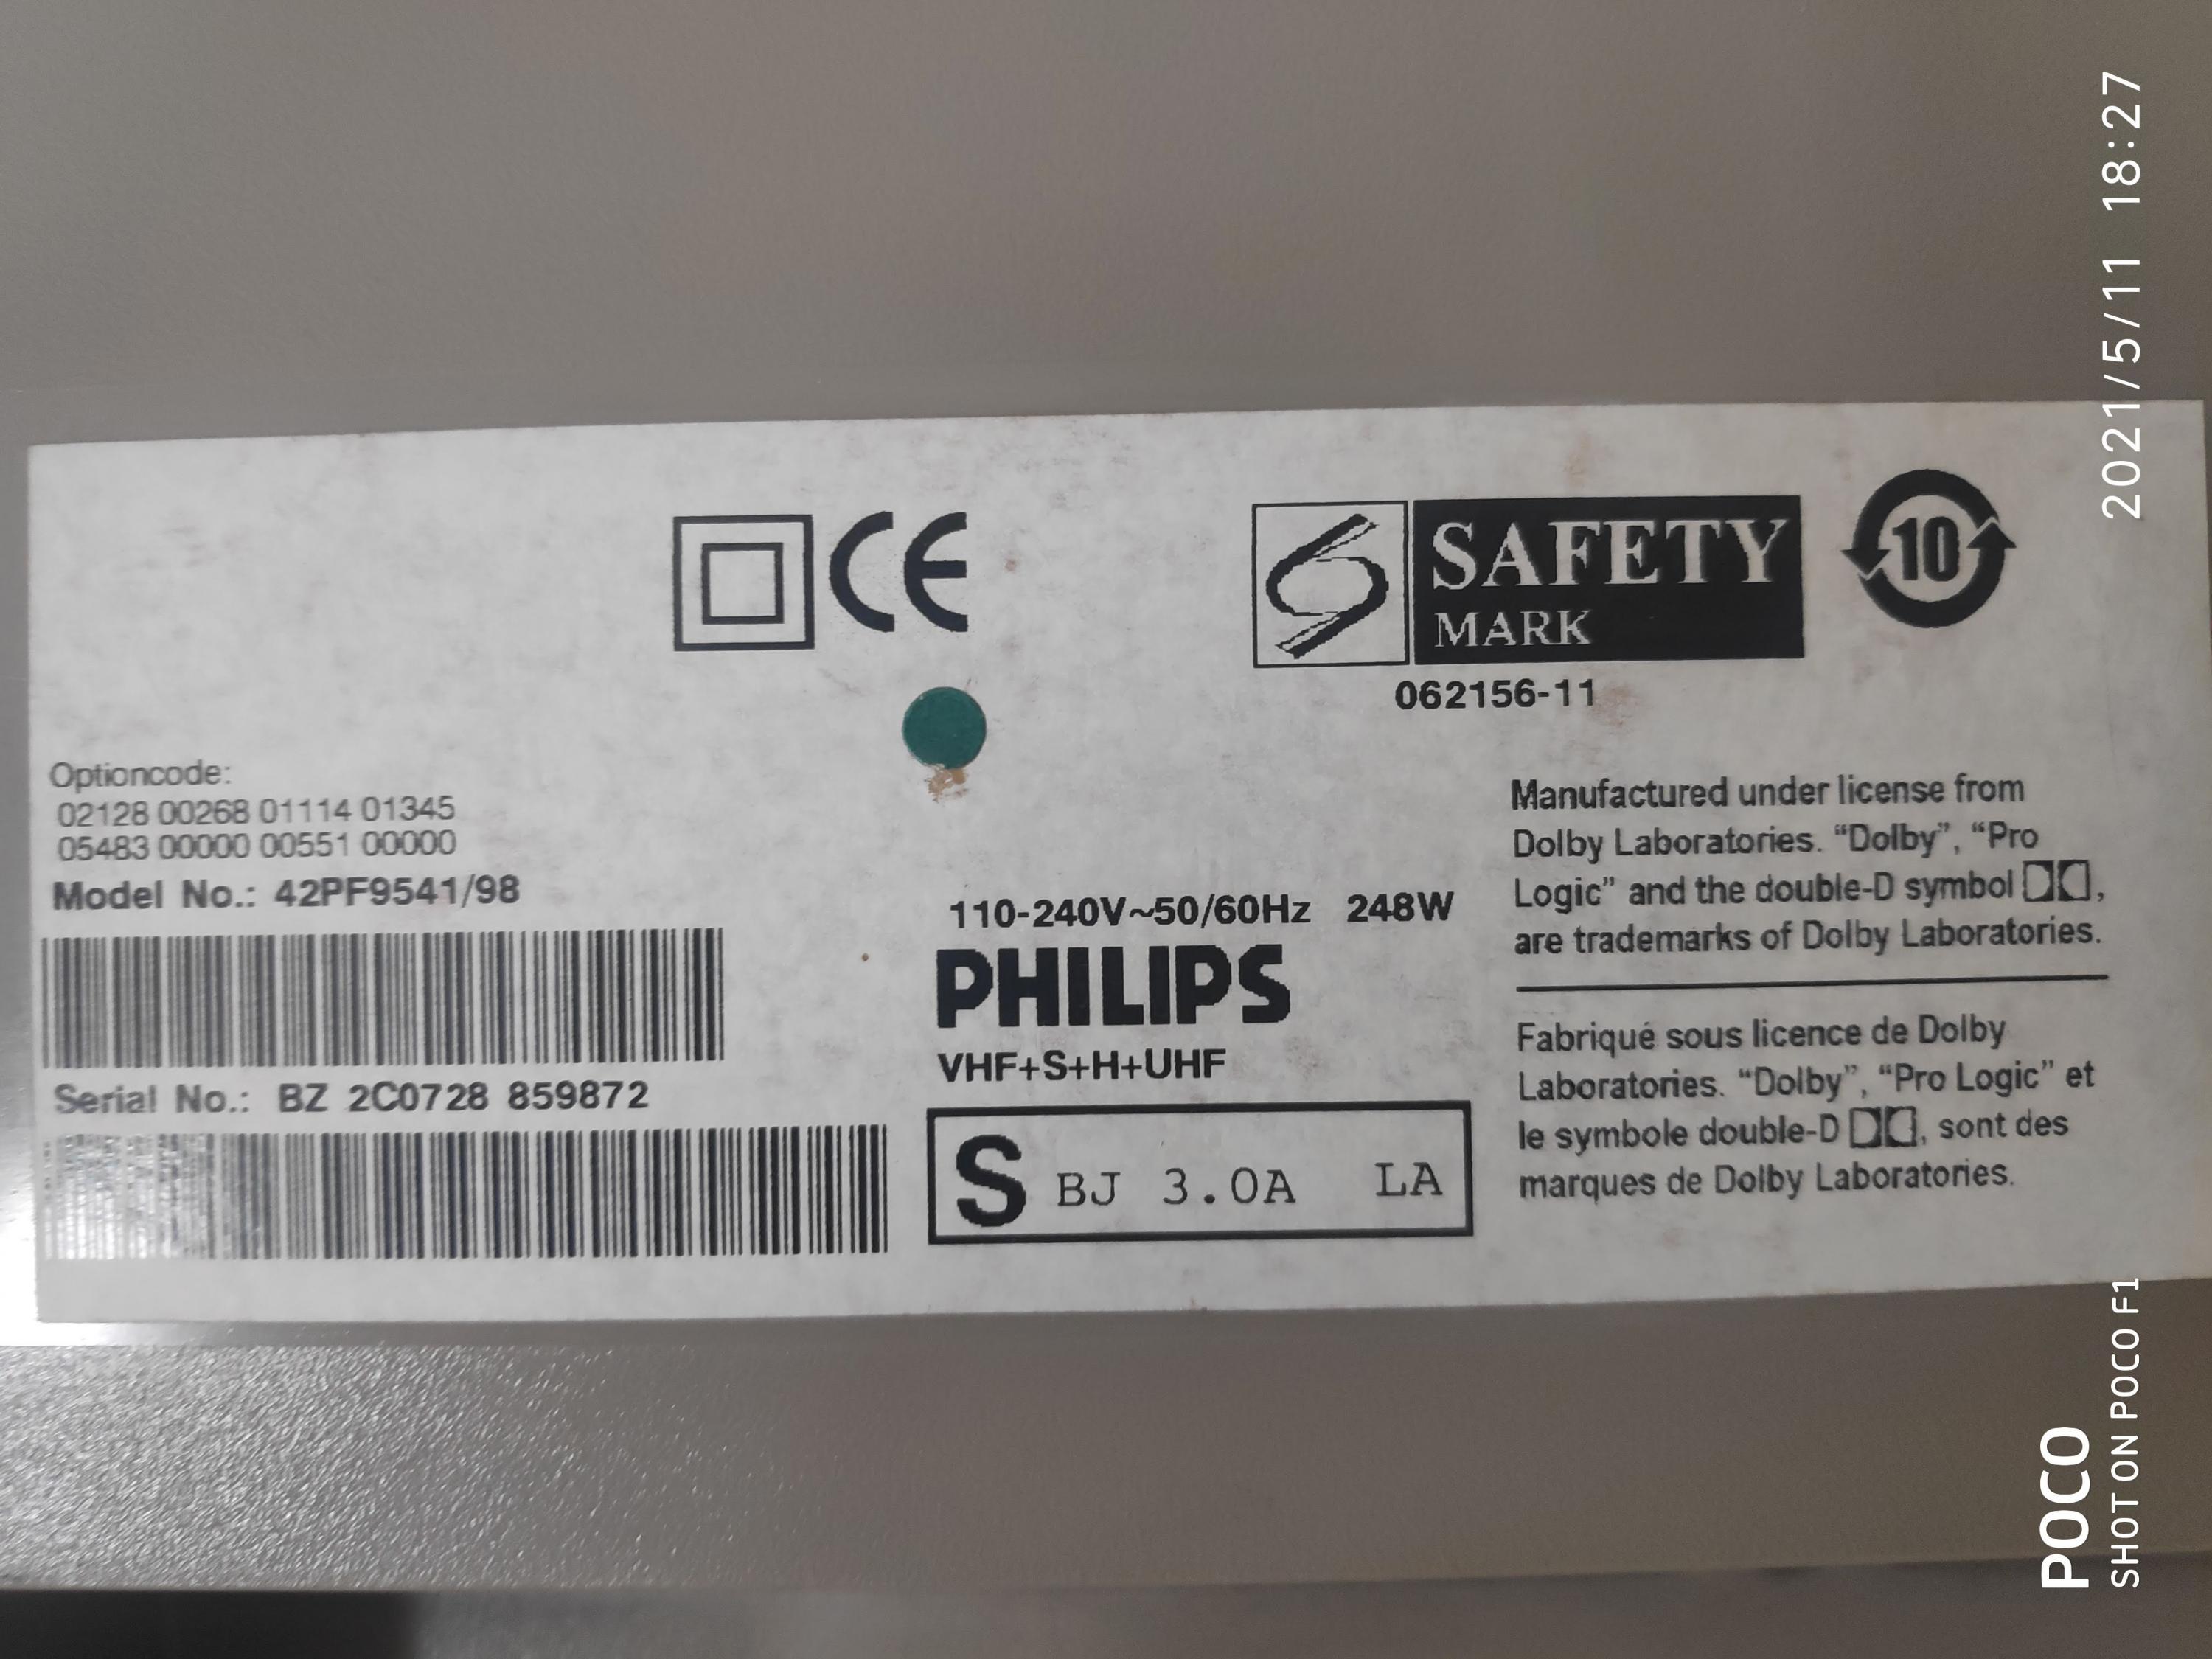 CE
SAFETY
MARK
10
062156-11
Optioncode:
02128 00268 01114 01345
05483 00000 00551 00000
Model No.: 42PF9541/98
Serial No.: BZ 2C0728 859872
110-240V~50/60Hz 248W
PHILIPS
VHF+S+H+UHF
S BJ 3.0A LA
Manufactured under license from
Dolby Laboratories. “Dolby”, “Pro
Logic” and the double-D symbol ,
are trademarks of Dolby Laboratories.
Fabriqué sous licence de Dolby
Laboratories. “Dolby”, “Pro Logic” et
le symbole double-D , sont des
marques de Dolby Laboratories.
2021/5/11 18:27
POCO
SHOT ON POCO F1